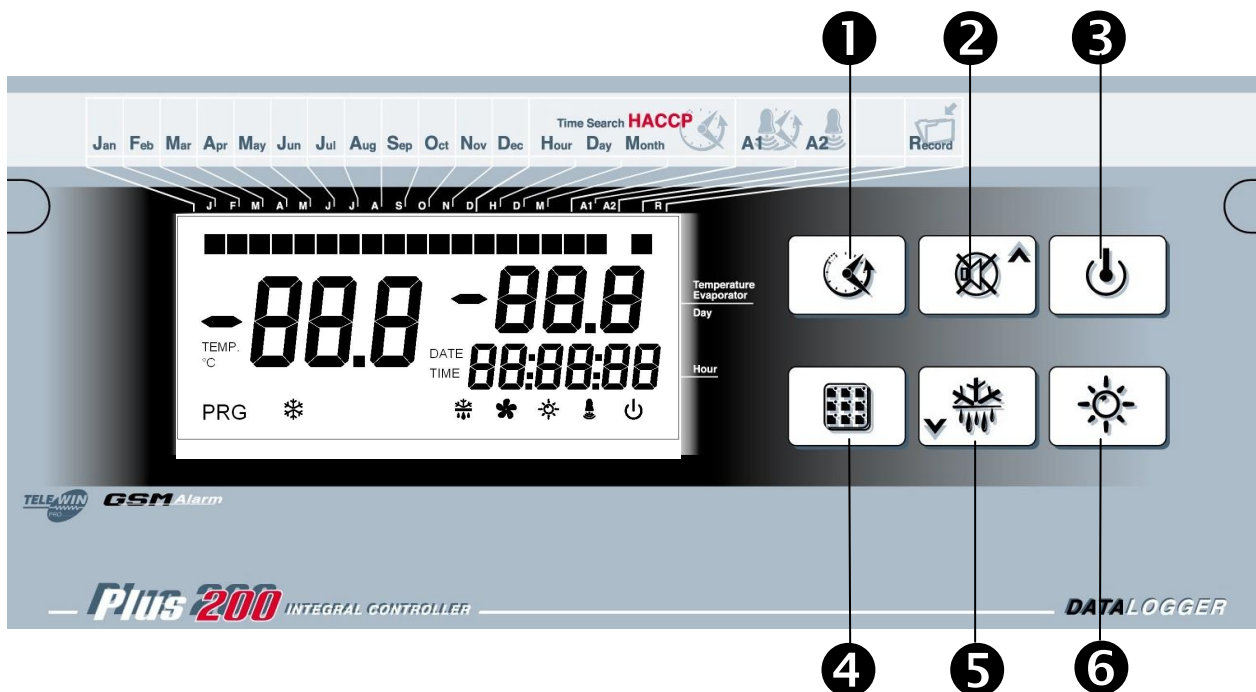 1 2 3
Time Search HACCP
Jan Feb Mar Apr May Jun Jul Aug Sep Oct Nov Dec Hour Day Month A1 A2 Record
J F M A M J J A S O N D H D M A1 A2 R
-88.8 -88.8
Temperature
Evaporator
Day
TEMP.
°C
DATE
TIME
88:88:88
Hour
PRG
TELEWIN
PRO
GSM Alarm
Plus 200 INTEGRAL CONTROLLER
DATALOGGER
4 5 6